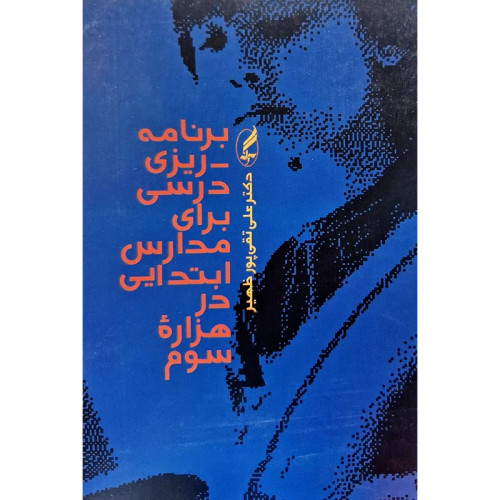 برنامه
-ریزی
درسی
برای
مدارس
ابتدایی
در
هزارهٔ
سوم
دکتر علی تقی‌پور ظهیر